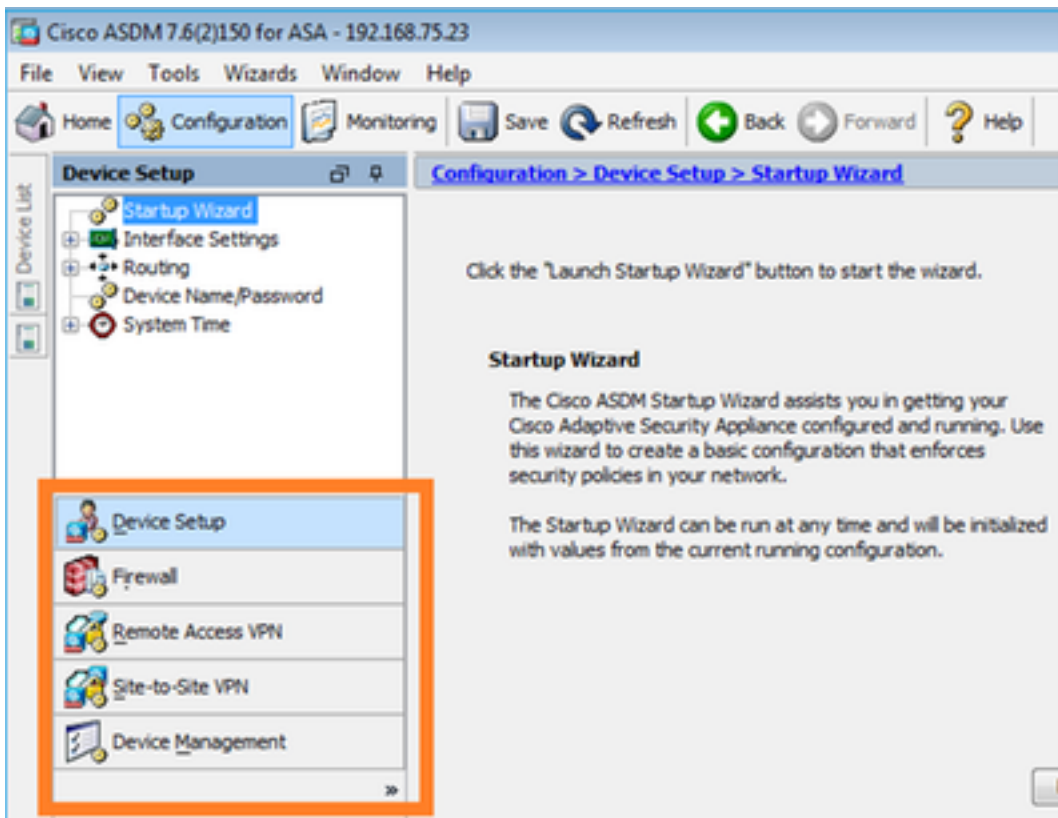 Cisco ASDM 7.6(2)150 for ASA - 192.168.75.23
File View Tools Wizards Window Help
Home Configuration Monitoring Save Refresh Back Forward Help
Device List
Device Setup
Configuration > Device Setup > Startup Wizard
Startup Wizard
Interface Settings
Routing
Device Name/Password
System Time
Click the "Launch Startup Wizard" button to start the wizard.
Startup Wizard
The Cisco ASDM Startup Wizard assists you in getting your
Cisco Adaptive Security Appliance configured and running. Use
this wizard to create a basic configuration that enforces
security policies in your network.
The Startup Wizard can be run at any time and will be initialized
with values from the current running configuration.
Device Setup
Firewall
Remote Access VPN
Site-to-Site VPN
Device Management
»